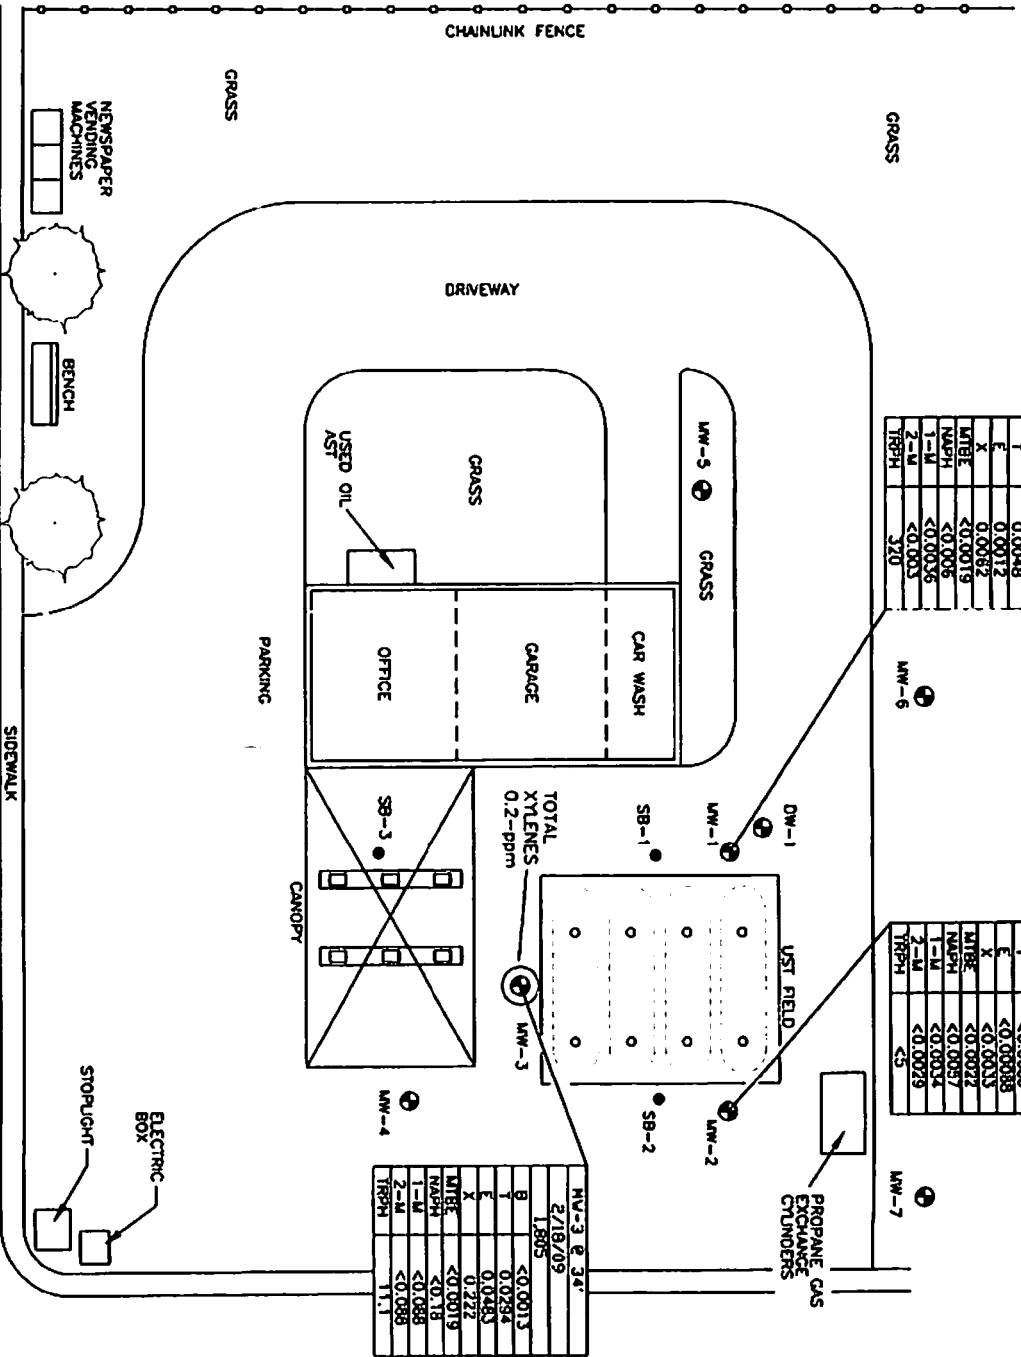 CHAINLINK FENCE
GRASS
GRASS
NEWSPAPER
VENDING
MACHINES
DRIVEWAY
BENCH
USED OIL
AST
GRASS
MW-5
GRASS
E 0.0012
X 0.0062
MTBE <0.0019
NAPH <0.006
1-M <0.0036
2-M <0.003
TRPH 320
MW-6
PARKING
OFFICE
GARAGE
CAR WASH
SIDEWALK
SB-3
CANOPY
TOTAL
XYLENES
0.2-ppm
SB-1
MW-1
DW-1
UST FIELD
MW-3
E <0.00088
X <0.0033
MTBE <0.0022
NAPH <0.0057
1-M <0.0034
2-M <0.0029
TRPH <5
MW-4
SB-2
MW-2
PROPANE GAS
EXCHANGE
CYLINDERS
MW-7
STOPLIGHT
ELECTRIC
BOX
MW-3 @ 34'
2/18/09
1,805
B <0.0013
T 0.0294
E 0.0483
X 0.222
MTBE <0.0019
NAPH <0.18
1-M <0.088
2-M <0.088
TRPH 11.1